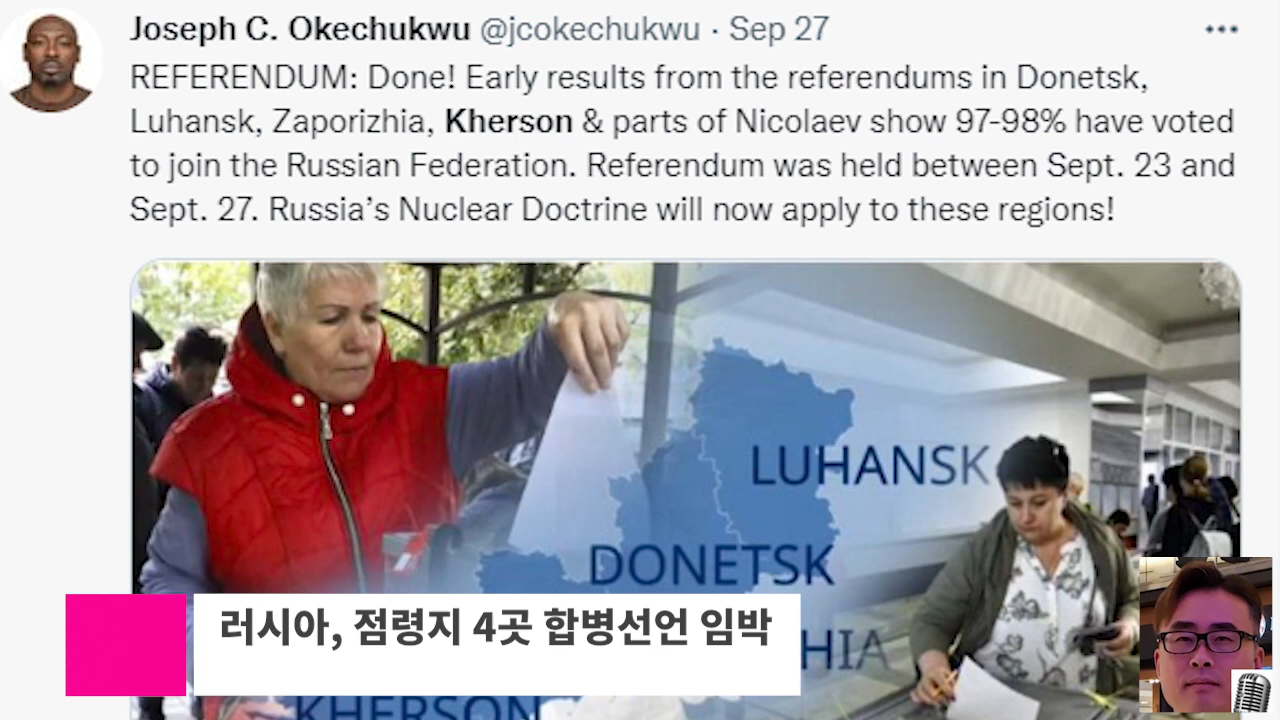 Joseph C. Okechukwu @jcokechukwu · Sep 27
REFERENDUM: Done! Early results from the referendums in Donetsk,
Luhansk, Zaporizhia, Kherson & parts of Nicolaev show 97-98% have voted
to join the Russian Federation. Referendum was held between Sept. 23 and
Sept. 27. Russia's Nuclear Doctrine will now apply to these regions!
LUHANSK
DONETSK
러시아, 점령지 4곳 합병선언 임박
HIA
KHERSON